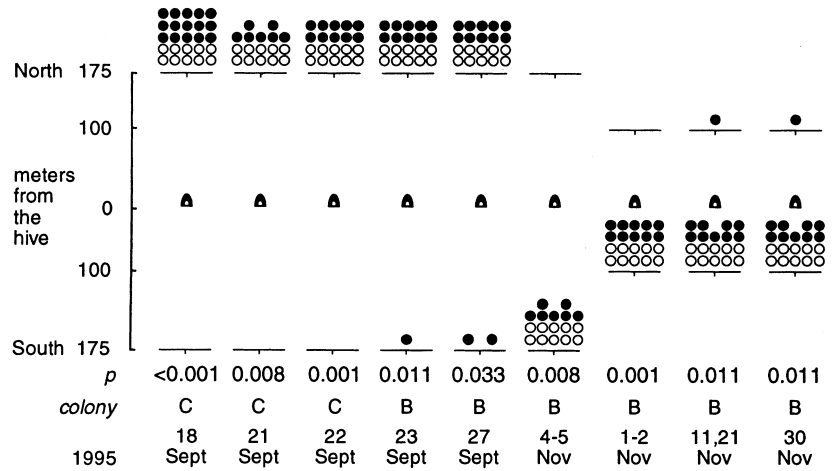 North 175
100
meters
from
the
hive
0
100
South 175
p <0.001 0.008 0.001 0.011 0.033 0.008 0.001 0.011 0.011
colony C C C B B B B B B
18 21 22 23 27 4-5 1-2 11,21 30
1995 Sept Sept Sept Sept Sept Nov Nov Nov Nov